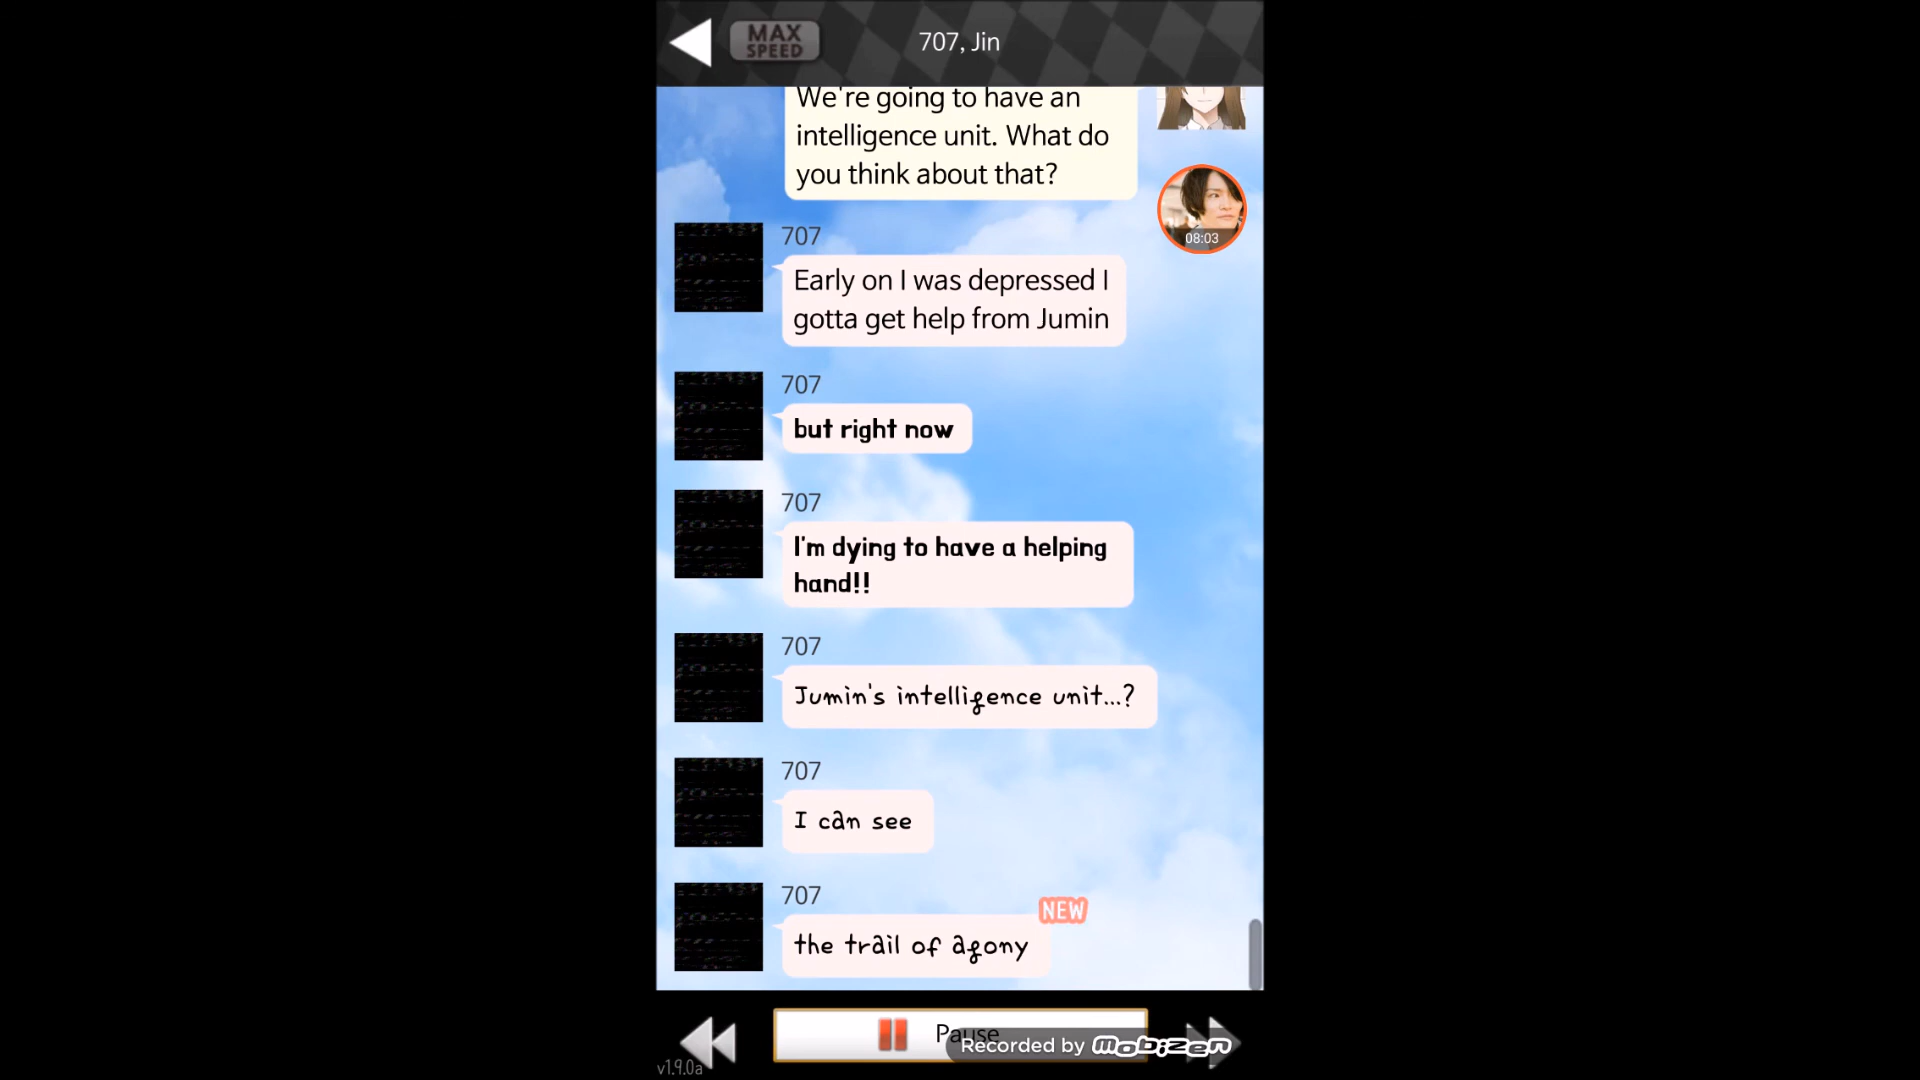 MAX
SPEED
707, Jin
We're going to have an
intelligence unit. What do
you think about that?
08:03
707
Early on I was depressed I
gotta get help from Jumin
707
but right now
707
I'm dying to have a helping
hand!!
707
Jumin's intelligence unit...?
707
I can see
707
NEW
the trail of agony
Pause
Recorded by Mobizen
v1.9.0a